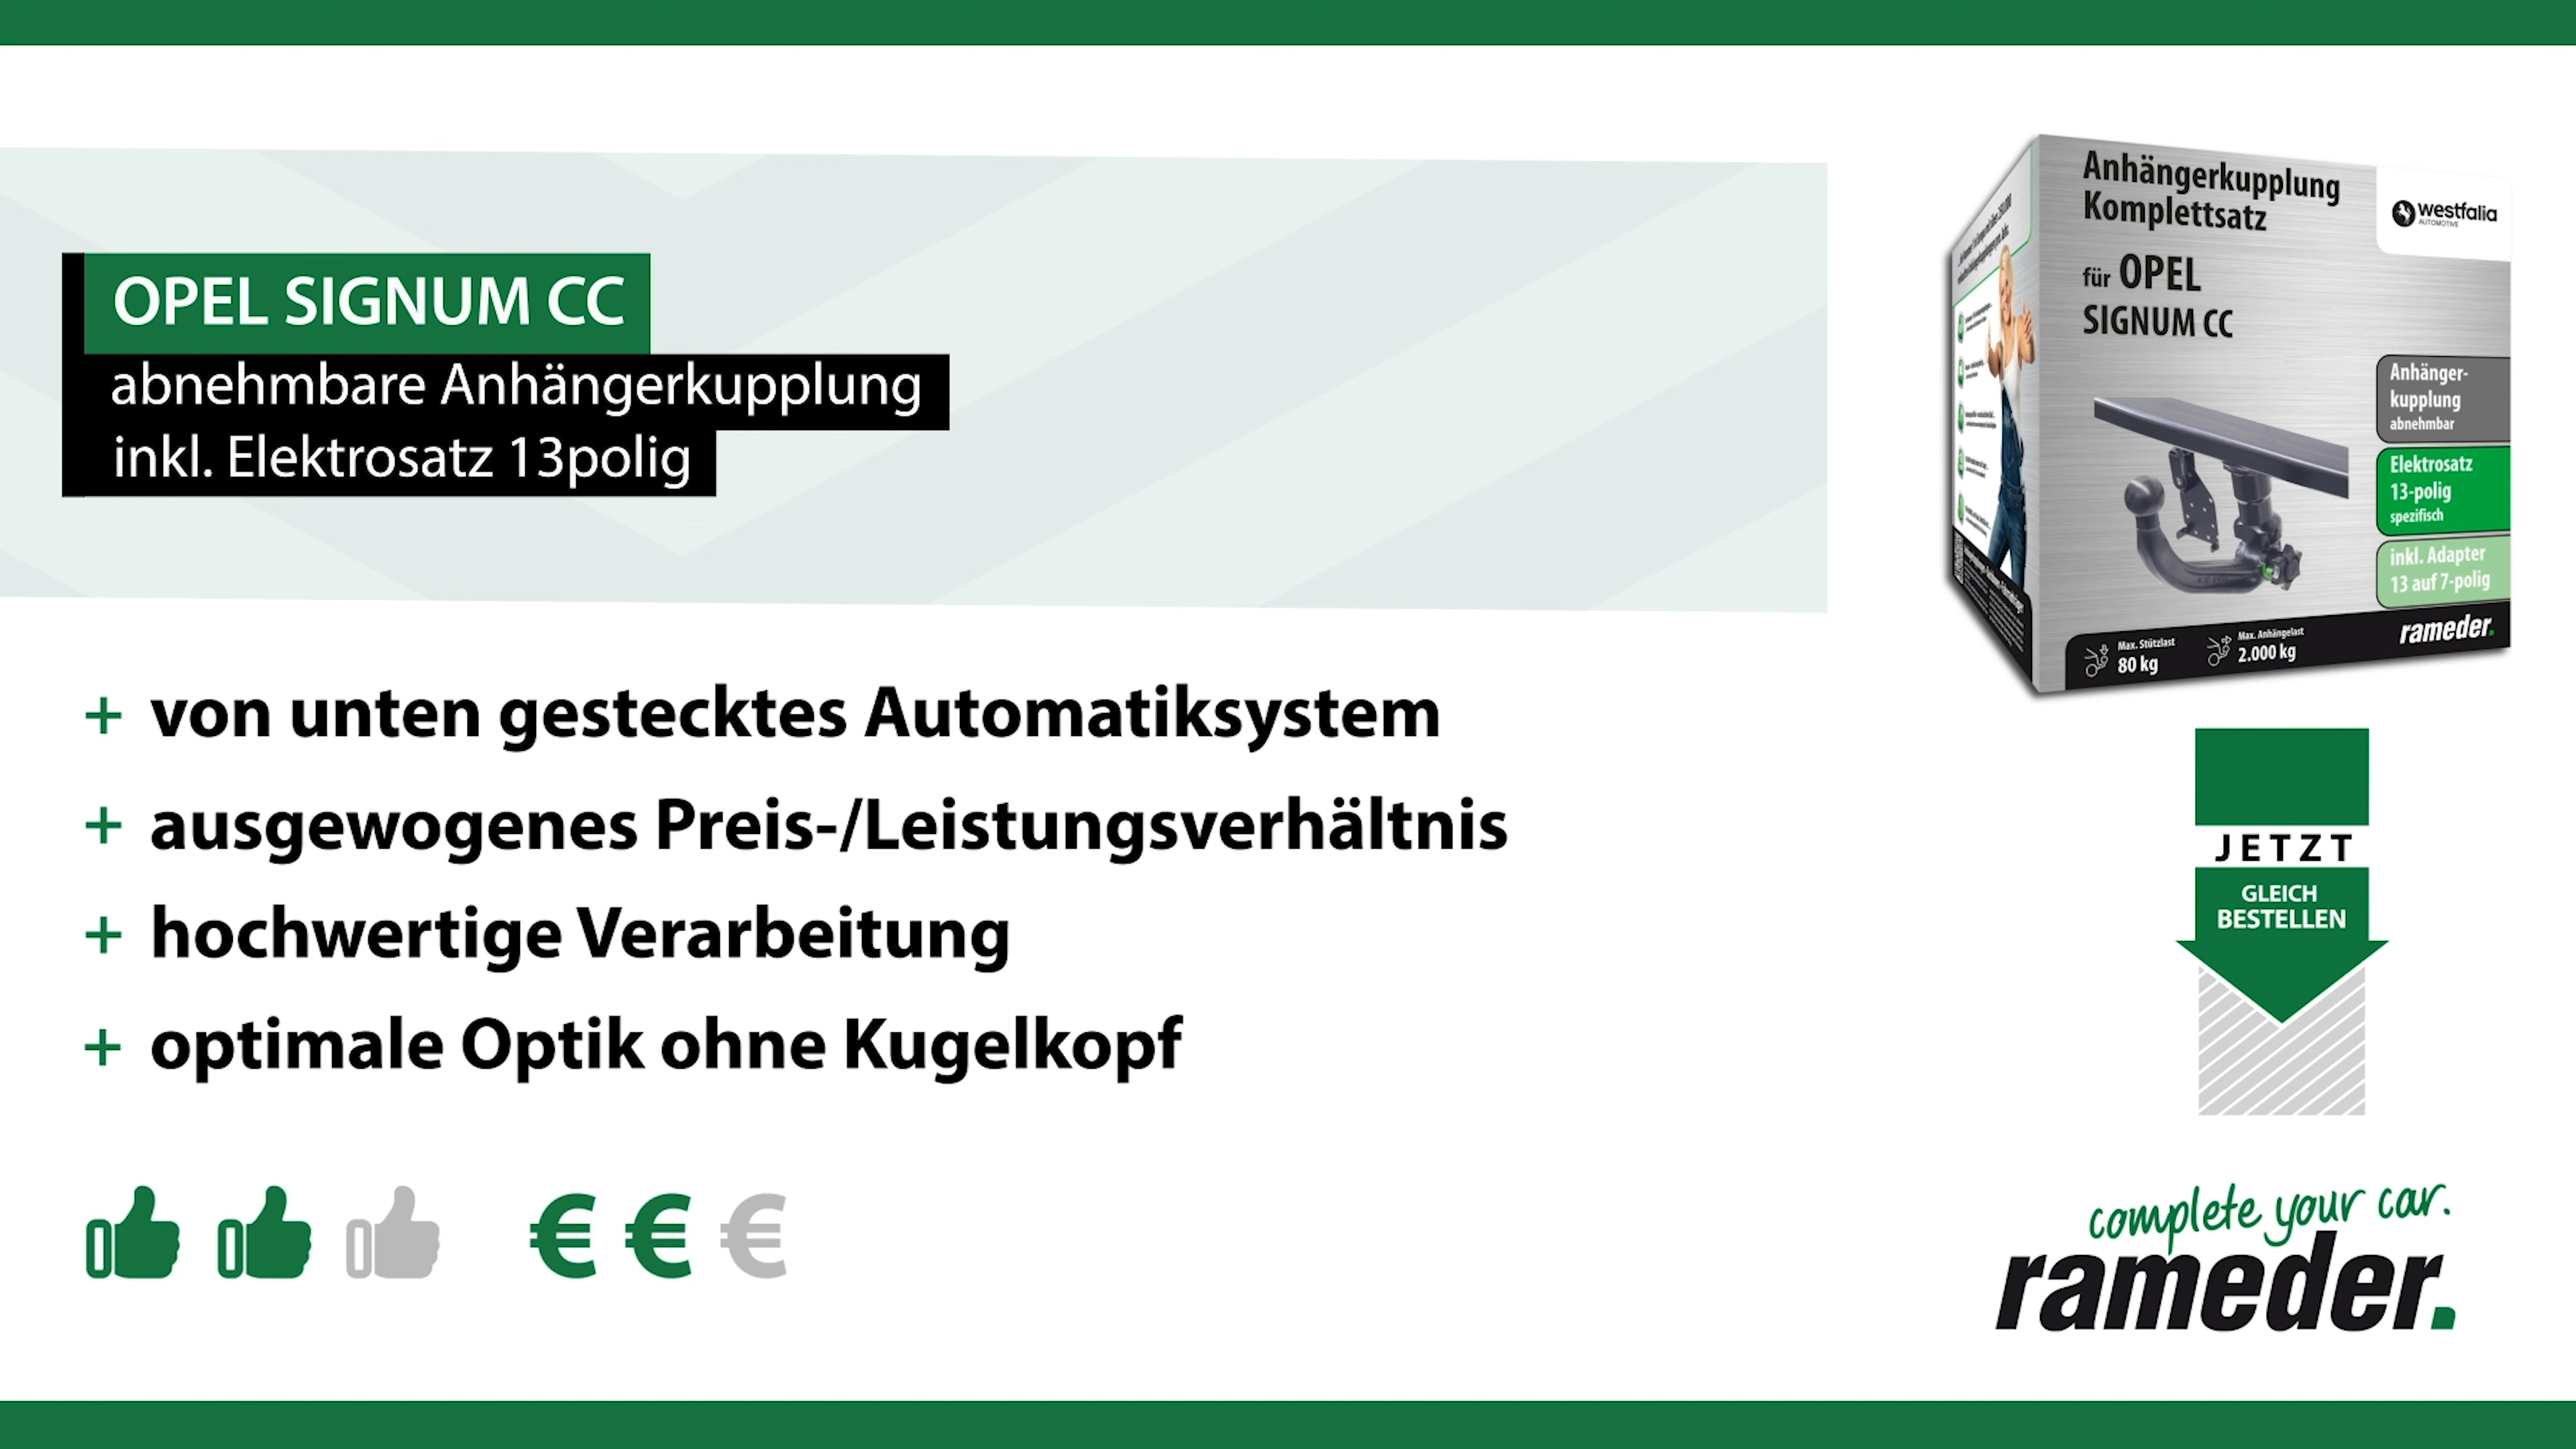 OPEL SIGNUM CC
abnehmbare Anhängerkupplung
inkl. Elektrosatz 13polig
+ von unten gestecktes Automatiksystem
+ ausgewogenes Preis-/Leistungsverhältnis
+ hochwertige Verarbeitung
+ optimale Optik ohne Kugelkopf
€ € €
Anhängerkupplung
Komplettsatz
für OPEL
SIGNUM CC
westfalia
AUTOMOTIVE
Anhänger-
kupplung
abnehmbar
Elektrosatz
13-polig
spezifisch
inkl. Adapter
13 auf 7-polig
Max. Stützlast
80 kg
Max. Anhängelast
2.000 kg
rameder.
JETZT
GLEICH
BESTELLEN
complete your car.
rameder.